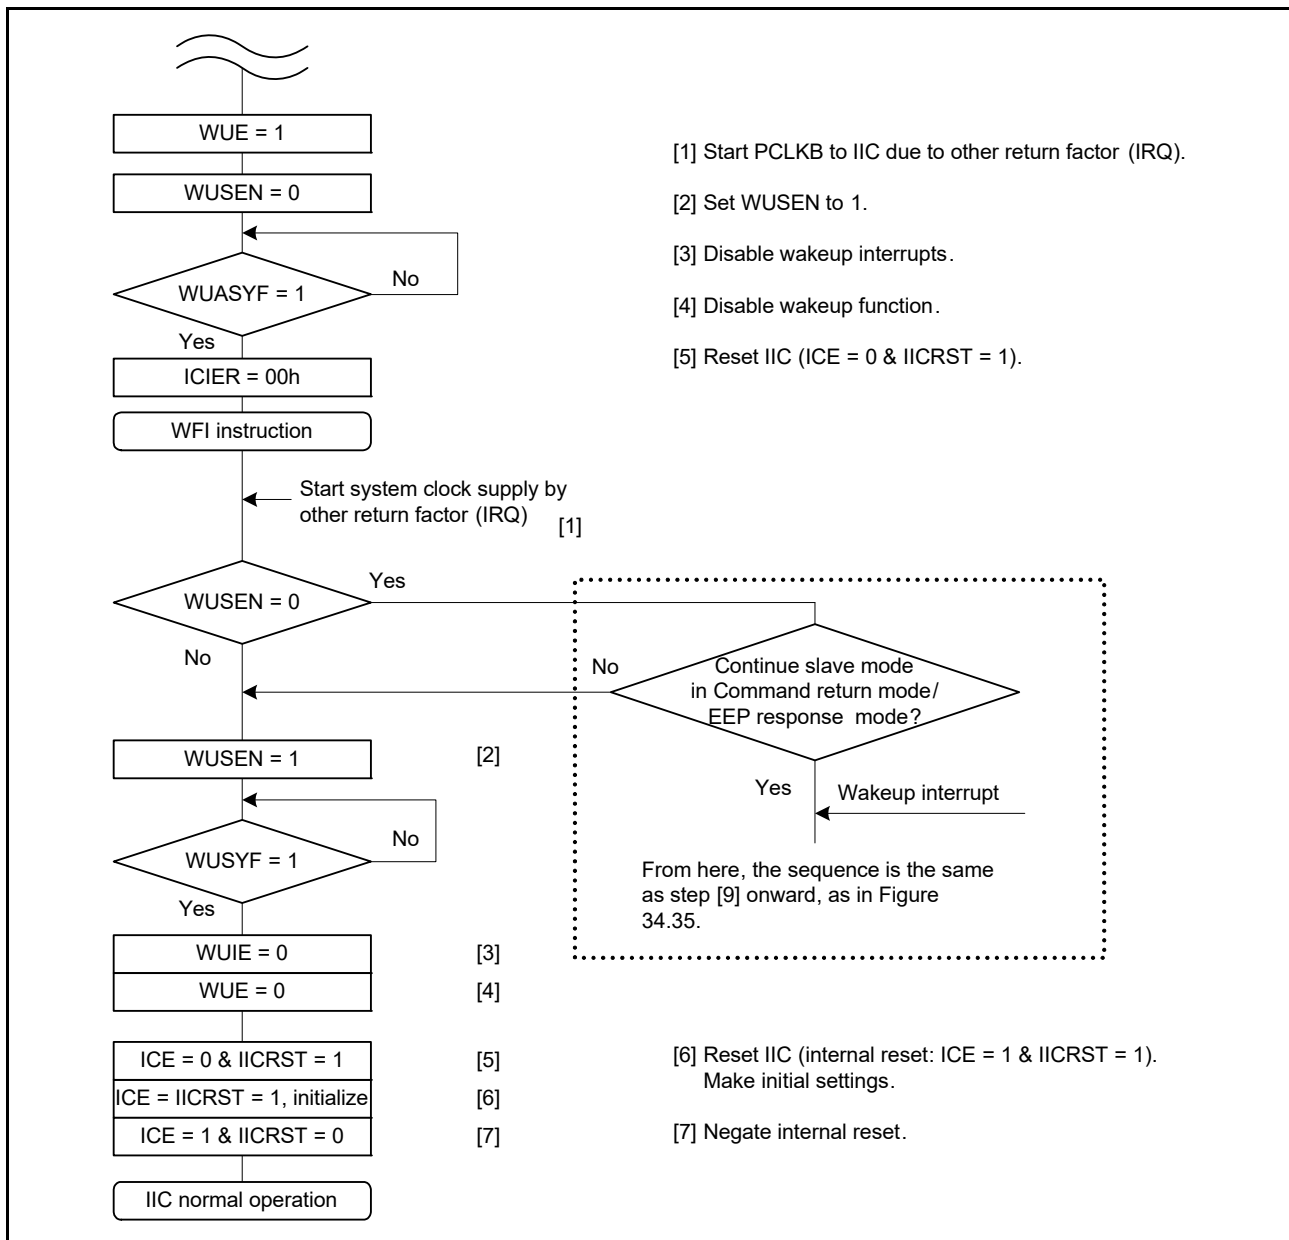 WUE = 1
[1] Start PCLKB to IIC due to other return factor (IRQ).
WUSEN = 0
[2] Set WUSEN to 1.
[3] Disable wakeup interrupts.
No
WUASYF = 1
[4] Disable wakeup function.
Yes
[5] Reset IIC (ICE = 0 & IICRST = 1).
ICIER = 00h
WFI instruction
Start system clock supply by
other return factor (IRQ)
[1]
Yes
WUSEN = 0
No
No
Continue slave mode
in Command return mode/
EEP response mode?
WUSEN = 1
[2]
Yes
Wakeup interrupt
No
WUSYF = 1
From here, the sequence is the same
as step [9] onward, as in Figure
34.35.
Yes
WUIE = 0
[3]
WUE = 0
[4]
ICE = 0 & IICRST = 1
[5]
[6] Reset IIC (internal reset: ICE = 1 & IICRST = 1).
Make initial settings.
ICE = IICRST = 1, initialize
[6]
ICE = 1 & IICRST = 0
[7]
[7] Negate internal reset.
IIC normal operation